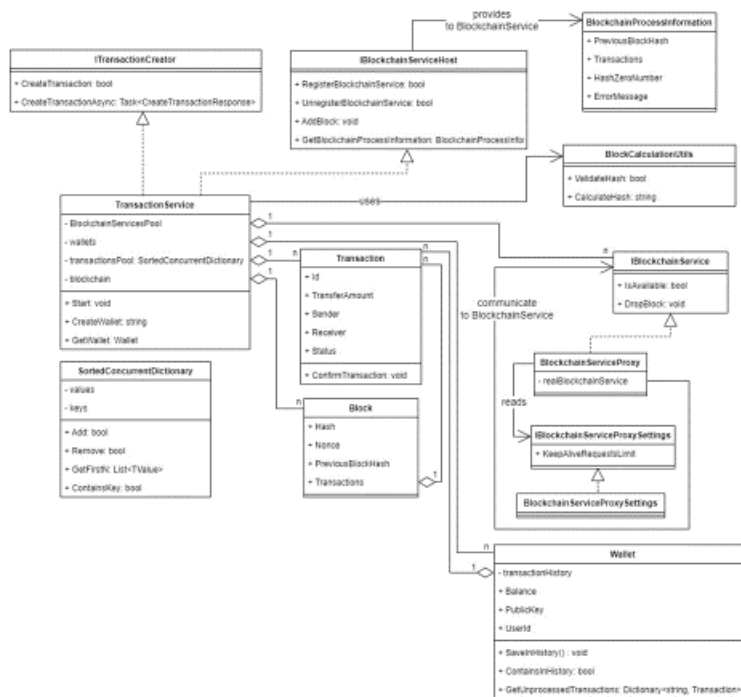 provides
to BlockchainService
BlockchainProcessInformation
+ PreviousBlockHash
+ Transactions
+ HashZeroNumber
+ ErrorMessage
ITransactionCreator
+ CreateTransaction: bool
+ CreateTransactionAsync: Task<CreateTransactionResponse>
IBlockchainServiceHost
+ RegisterBlockchainService: bool
+ UnregisterBlockchainService: bool
+ AddBlock: void
+ GetBlockchainProcessInformation: BlockchainProcessInfo
BlockCalculationUtils
+ ValidateHash: bool
+ CalculateHash: string
uses
TransactionService
- BlockchainServicesPool
- wallets
- transactionsPool: SortedConcurrentDictionary
- blockchain
+ Start: void
+ CreateWallet: string
+ GetWallet: Wallet
1
1
1
1
n
n
n
n
Transaction
+ Id
+ TransferAmount
+ Sender
+ Receiver
+ Status
+ ConfirmTransaction: void
IBlockchainService
+ IsAvailable: bool
+ DropBlock: void
communicate
to BlockchainService
BlockchainServiceProxy
- realBlockchainService
reads
IBlockchainServiceProxySettings
+ KeepAliveRequestsLimit
BlockchainServiceProxySettings
SortedConcurrentDictionary
- values
- keys
+ Add: bool
+ Remove: bool
+ GetFirstN: List<TValue>
+ ContainsKey: bool
n
Block
+ Hash
+ Nonce
+ PreviousBlockHash
+ Transactions
1
n
1
Wallet
- transactionHistory
+ Balance
+ PublicKey
+ UserId
+ SaveInHistory() : void
+ ContainsInHistory: bool
+ GetUnprocessedTransactions: Dictionary<string, Transaction>